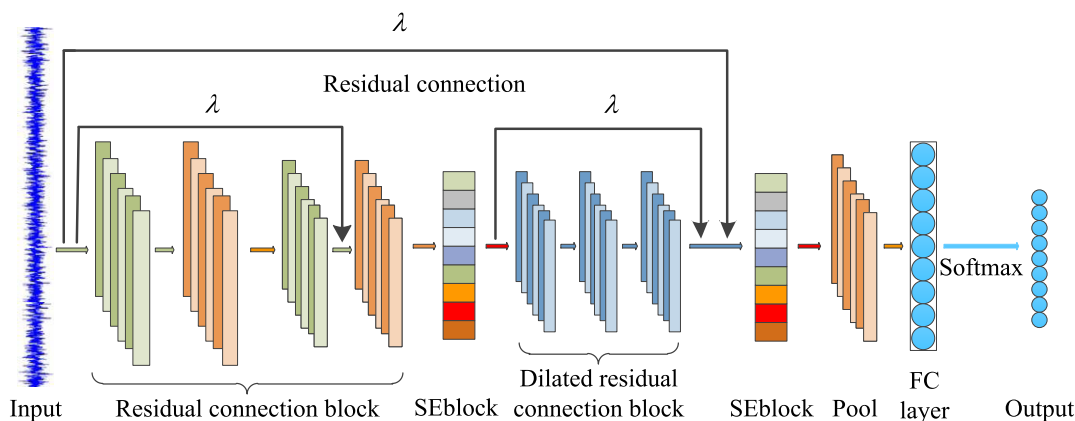 λ
Residual connection
λ
λ
Softmax
Input
Residual connection block
SEblock
Dilated residual
connection block
SEblock
Pool
FC
layer
Output